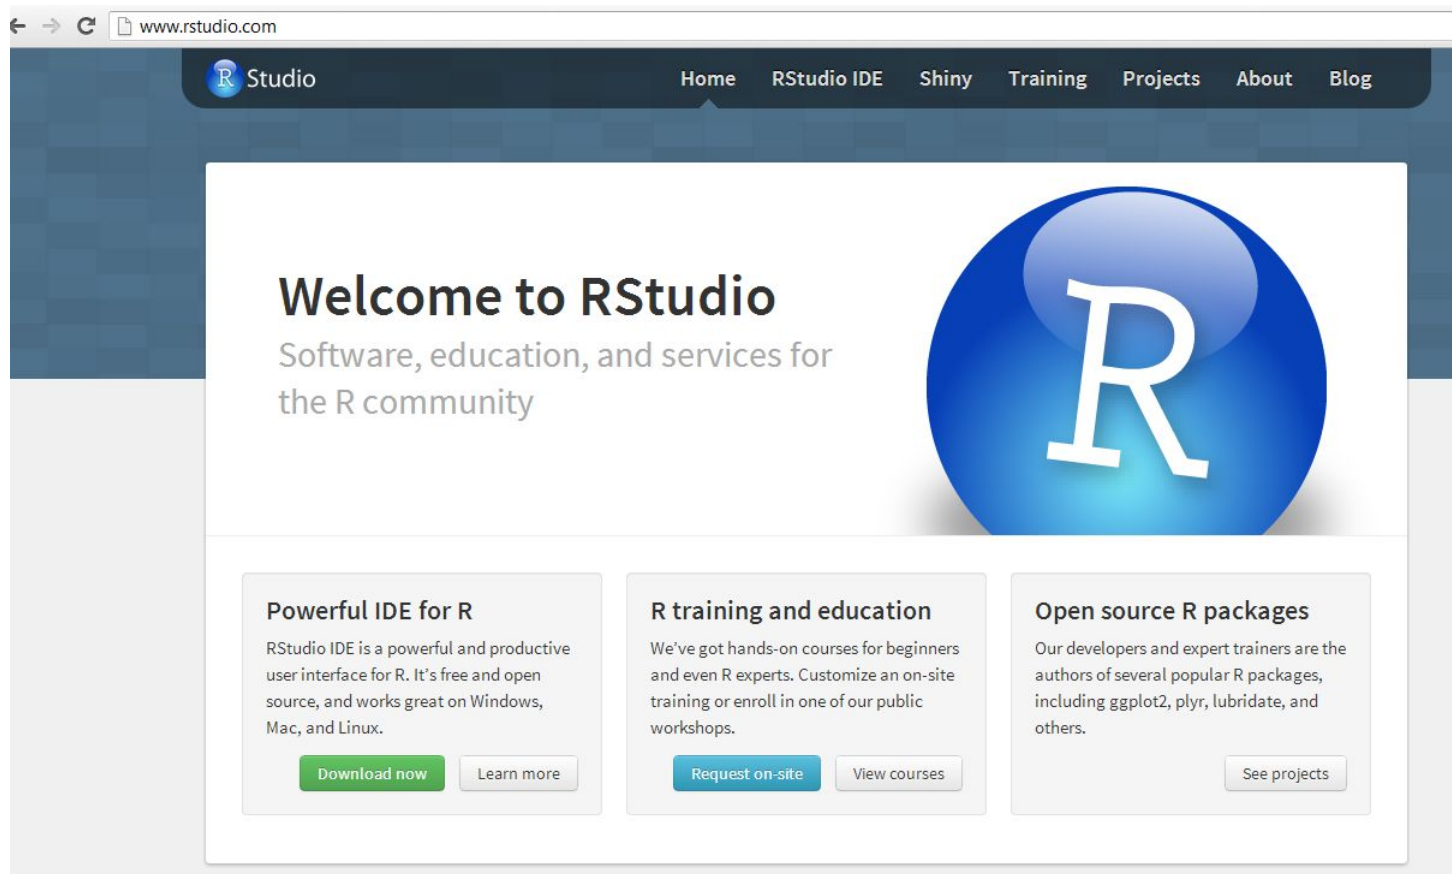 www.rstudio.com
R Studio
Home RStudio IDE Shiny Training Projects About Blog
Welcome to RStudio
Software, education, and services for
the R community
R
Powerful IDE for R
RStudio IDE is a powerful and productive
user interface for R. It's free and open
source, and works great on Windows,
Mac, and Linux.
Download now Learn more
R training and education
We've got hands-on courses for beginners
and even R experts. Customize an on-site
training or enroll in one of our public
workshops.
Request on-site View courses
Open source R packages
Our developers and expert trainers are the
authors of several popular R packages,
including ggplot2, plyr, lubridate, and
others.
See projects